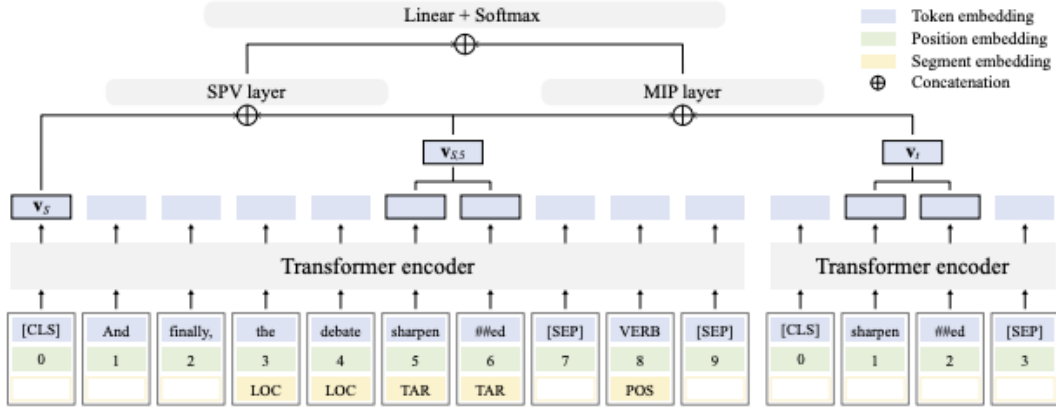 Linear + Softmax
Token embedding
Position embedding
Segment embedding
Concatenation
SPV layer
MIP layer
v_{S,5}
v_t
v_S
Transformer encoder
Transformer encoder
[CLS] And finally, the debate sharpen ##ed [SEP] VERB [SEP]
0 1 2 3 4 5 6 7 8 9
LOC LOC TAR TAR POS
[CLS] sharpen ##ed [SEP]
0 1 2 3